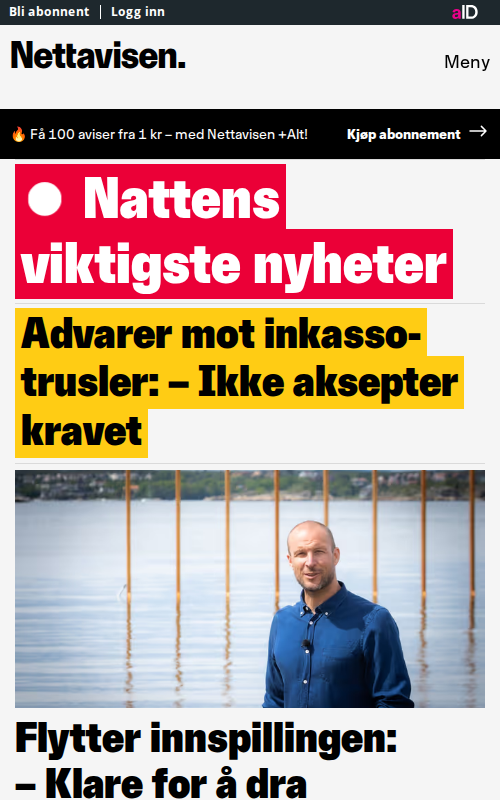 Bli abonnent | Logg inn
aID
Nettavisen.
Meny
🔥 Få 100 aviser fra 1 kr – med Nettavisen +Alt!
Kjøp abonnement →
Nattens
viktigste nyheter
Advarer mot inkasso-
trusler: – Ikke aksepter
kravet
Flytter innspillingen:
– Klare for å dra